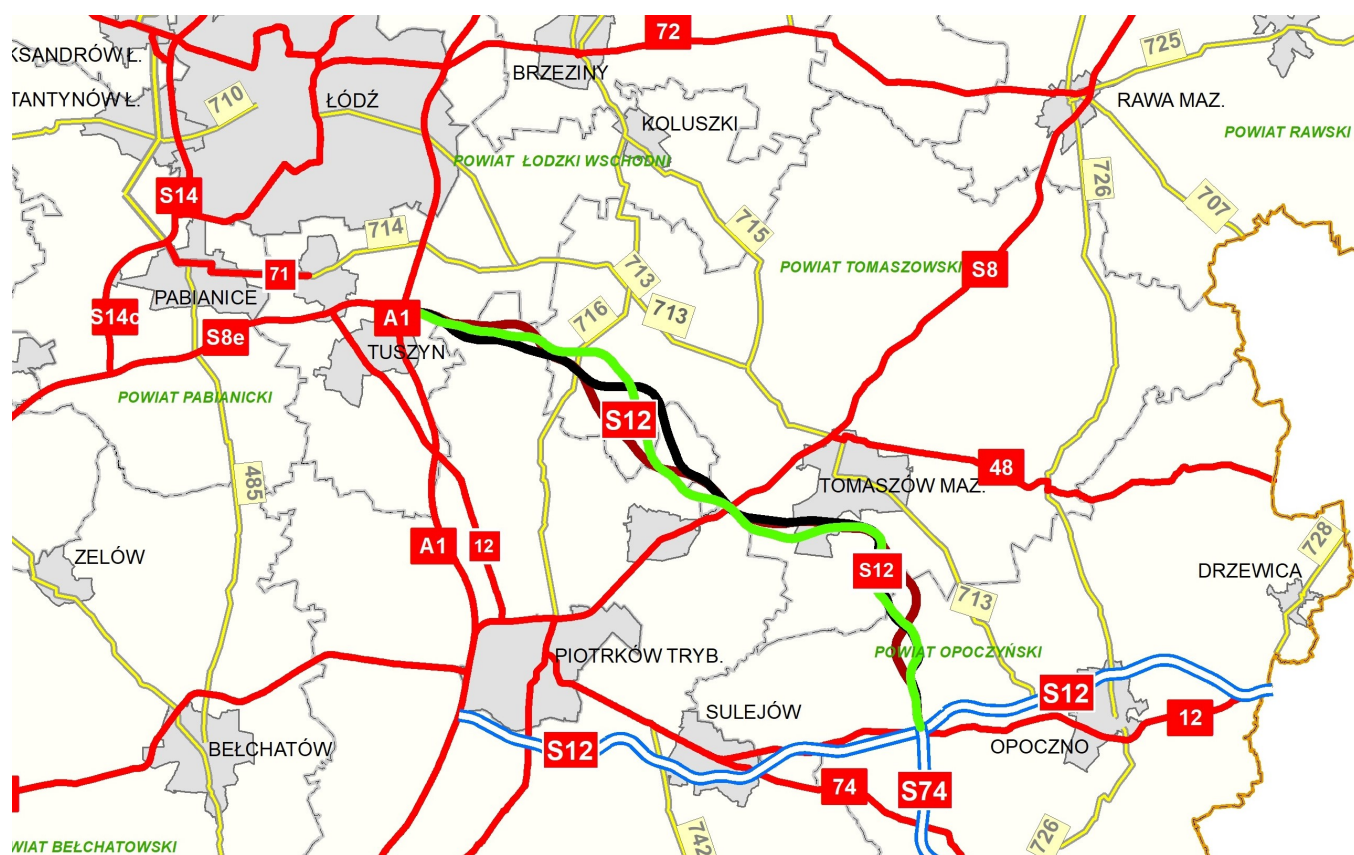 72
725
KSANDRÓW Ł.
BRZEZINY
TANTYNÓW Ł.
710
ŁÓDŹ
RAWA MAZ.
KOLUSZKI
POWIAT RAWSKI
POWIAT ŁODZKI WSCHODNI
726
S14
707
714
715
71
713
POWIAT TOMASZOWSKI
S8
PABIANICE
S14c
A1
716
713
S8e
TUSZYN
POWIAT PABIANICKI
S12
48
485
TOMASZÓW MAZ.
A1
12
728
ZELÓW
S12
DRZEWICA
713
POWIAT OPOCZYŃSKI
PIOTRKÓW TRYB.
S12
SULEJÓW
12
BEŁCHATÓW
S12
OPOCZNO
74
S74
742
726
WIAT BEŁCHATOWSKI